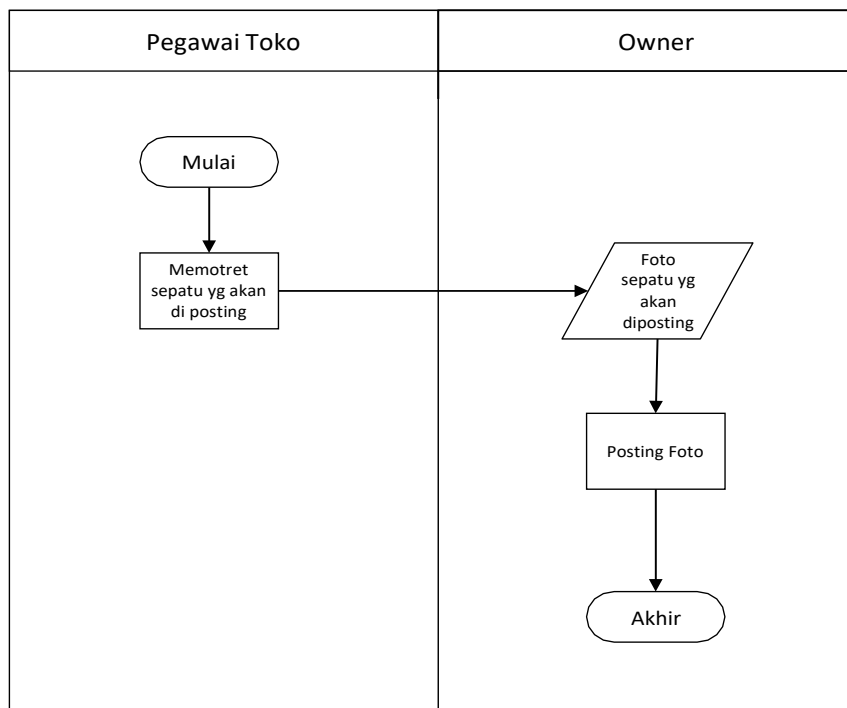 Pegawai Toko
Owner
Mulai
Memotret
sepatu yg akan
di posting
Foto
sepatu yg
akan
diposting
Posting Foto
Akhir